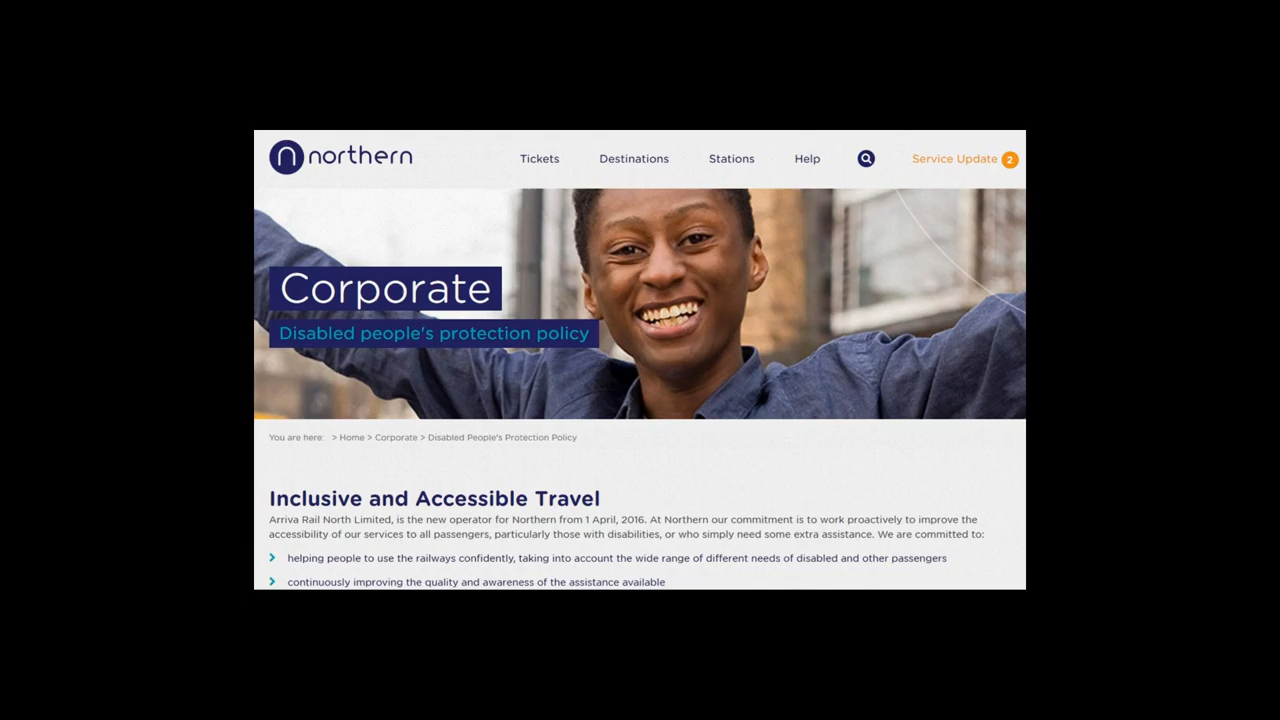 northern
Tickets Destinations Stations Help Service Update 2
Corporate
Disabled people's protection policy
You are here: > Home > Corporate > Disabled People's Protection Policy
Inclusive and Accessible Travel
Arriva Rail North Limited, is the new operator for Northern from 1 April, 2016. At Northern our commitment is to work proactively to improve the
accessibility of our services to all passengers, particularly those with disabilities, or who simply need some extra assistance. We are committed to:
helping people to use the railways confidently, taking into account the wide range of different needs of disabled and other passengers
continuously improving the quality and awareness of the assistance available